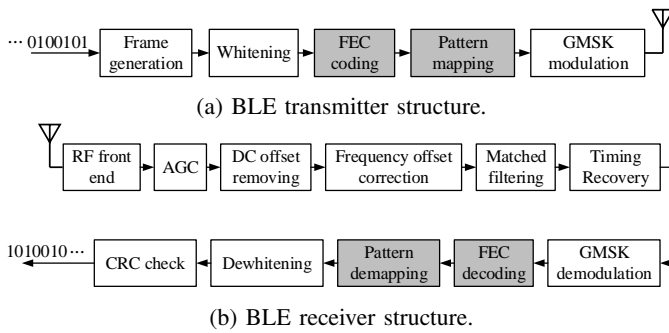 ··· 0100101
Frame generation
Whitening
FEC coding
Pattern mapping
GMSK modulation
(a) BLE transmitter structure.
RF front end
AGC
DC offset removing
Frequency offset correction
Matched filtering
Timing Recovery
1010010 ···
CRC check
Dewhitening
Pattern demapping
FEC decoding
GMSK demodulation
(b) BLE receiver structure.